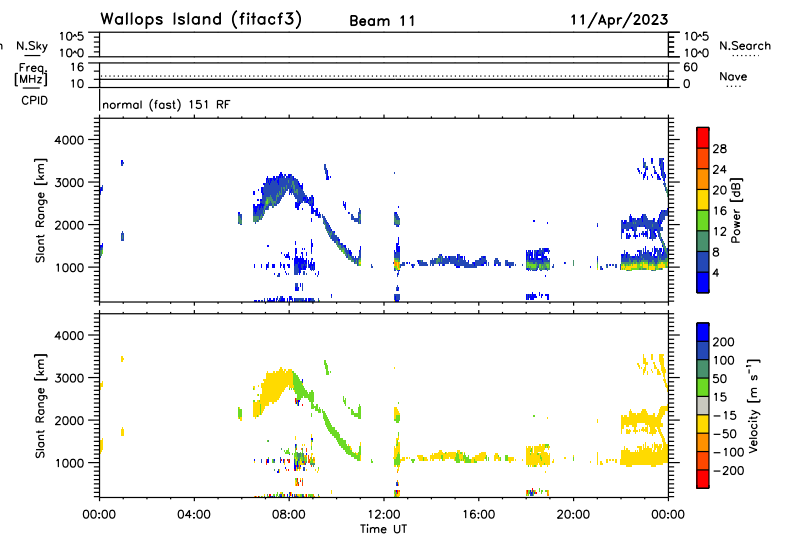 Wallops Island (fitacf3) Beam 11 11/Apr/2023
N.Sky 10^5 10^5 N.Search
10^0 10^0
Freq. 16 60
[MHz] 10 0 Nave
CPID normal (fast) 151 RF
4000
3000
2000
1000
Slant Range [km]
28
24
20
16
12
8
4
Power [dB]
4000
3000
2000
1000
Slant Range [km]
200
100
50
15
−15
−50
−100
−200
Velocity [m s⁻¹]
00:00 04:00 08:00 12:00 16:00 20:00 00:00
Time UT